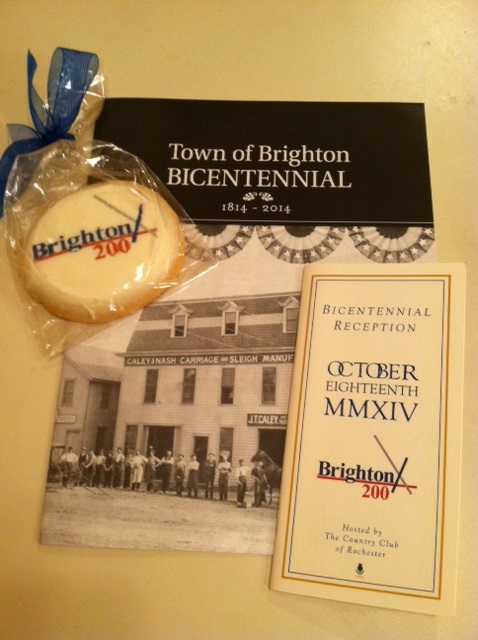 Town of Brighton
BICENTENNIAL
1814 - 2014
Brighton
200
CALEY & NASH · CARRIAGE AND SLEIGH MANUF
J.T. CALEY
BICENTENNIAL
RECEPTION
OCTOBER
EIGHTEENTH
MMXIV
Brighton
200
Hosted by
The Country Club
of Rochester